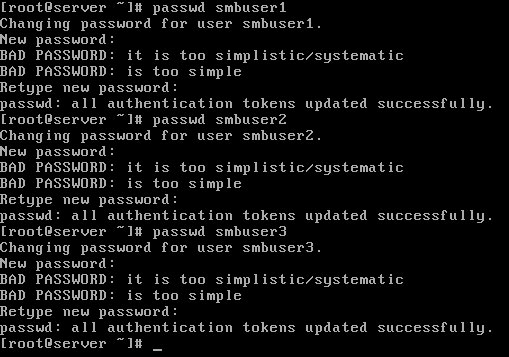 [root@server ~]# passwd smbuser1
Changing password for user smbuser1.
New password:
BAD PASSWORD: it is too simplistic/systematic
BAD PASSWORD: is too simple
Retype new password:
passwd: all authentication tokens updated successfully.
[root@server ~]# passwd smbuser2
Changing password for user smbuser2.
New password:
BAD PASSWORD: it is too simplistic/systematic
BAD PASSWORD: is too simple
Retype new password:
passwd: all authentication tokens updated successfully.
[root@server ~]# passwd smbuser3
Changing password for user smbuser3.
New password:
BAD PASSWORD: it is too simplistic/systematic
BAD PASSWORD: is too simple
Retype new password:
passwd: all authentication tokens updated successfully.
[root@server ~]# _